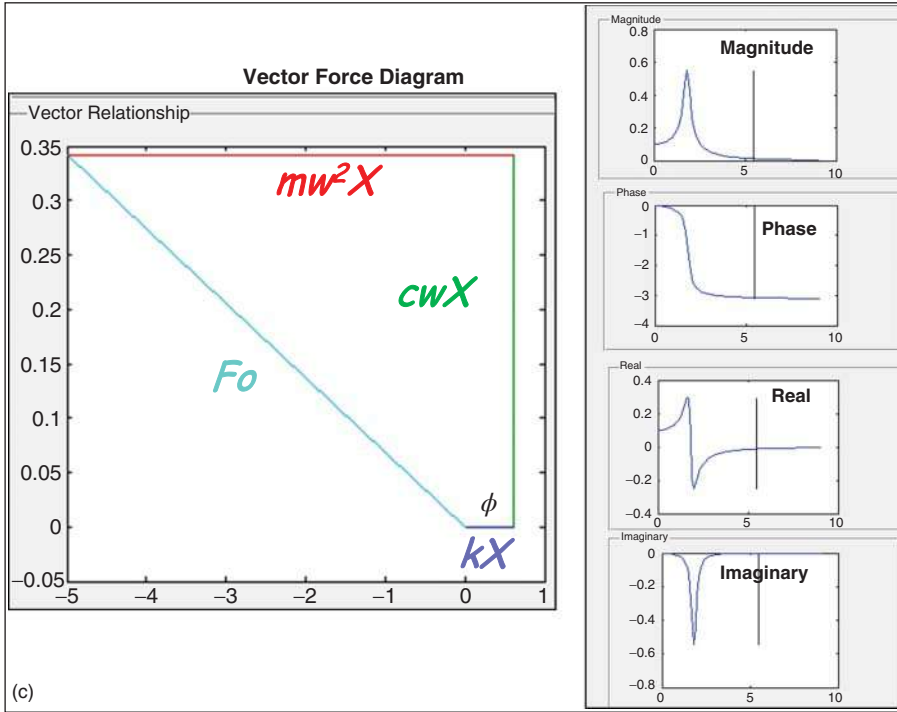 Vector Force Diagram
Vector Relationship
0.35
0.3
0.25
0.2
0.15
0.1
0.05
0
−0.05
−5 −4 −3 −2 −1 0 1
mw²X
cwX
Fo
ϕ
kX
(c)
Magnitude
Magnitude
0.8
0.6
0.4
0.2
0
0 5 10
Phase
Phase
0
−1
−2
−3
−4
0 5 10
Real
Real
0.4
0.2
0
−0.2
−0.4
0 5 10
Imaginary
Imaginary
0
−0.2
−0.4
−0.6
−0.8
0 5 10